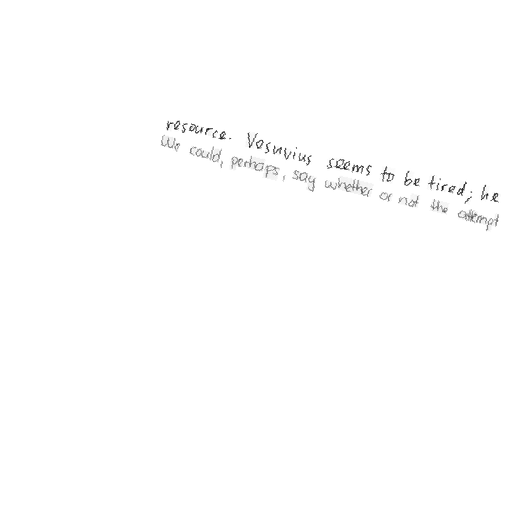 resource. Vesuvius seems to be tired; he
We could, perhaps, say whether or not the attempt